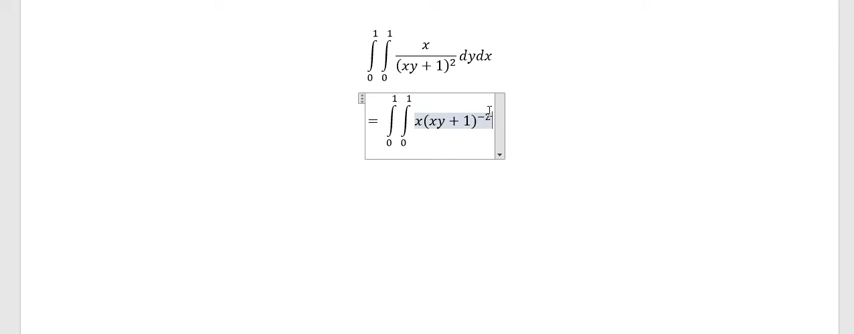 ∫₀¹ ∫₀¹ x/(xy + 1)² dydx
= ∫₀¹ ∫₀¹ x(xy + 1)⁻²